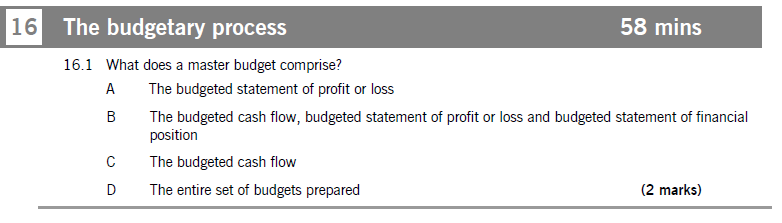 16 The budgetary process 58 mins
16.1 What does a master budget comprise?
A The budgeted statement of profit or loss
B The budgeted cash flow, budgeted statement of profit or loss and budgeted statement of financial
position
C The budgeted cash flow
D The entire set of budgets prepared (2 marks)